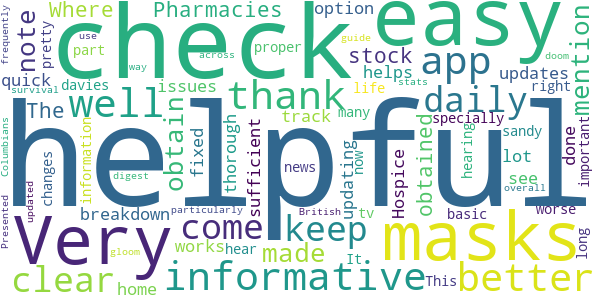 helpful
check
easy
masks
Very
informative
better
well
thank
app
daily
keep
come
clear
obtain
made
note
Where
Pharmacies
option
mention
frequently
use
part
pretty
across
proper
guide
way
stock
doom
stats
quick
davies
issues
helps
updates
life
right
survival
The
track
many
specially
sandy
done
important
changes
information
fixed
thorough
sufficient
news
updating
now
Hospice
obtained
hearing
lot
see
overall
Columbians
digest
breakdown
particularly
British
tv
basic
worse
long
Presented
updated
gloom
works
hear
It
This
home